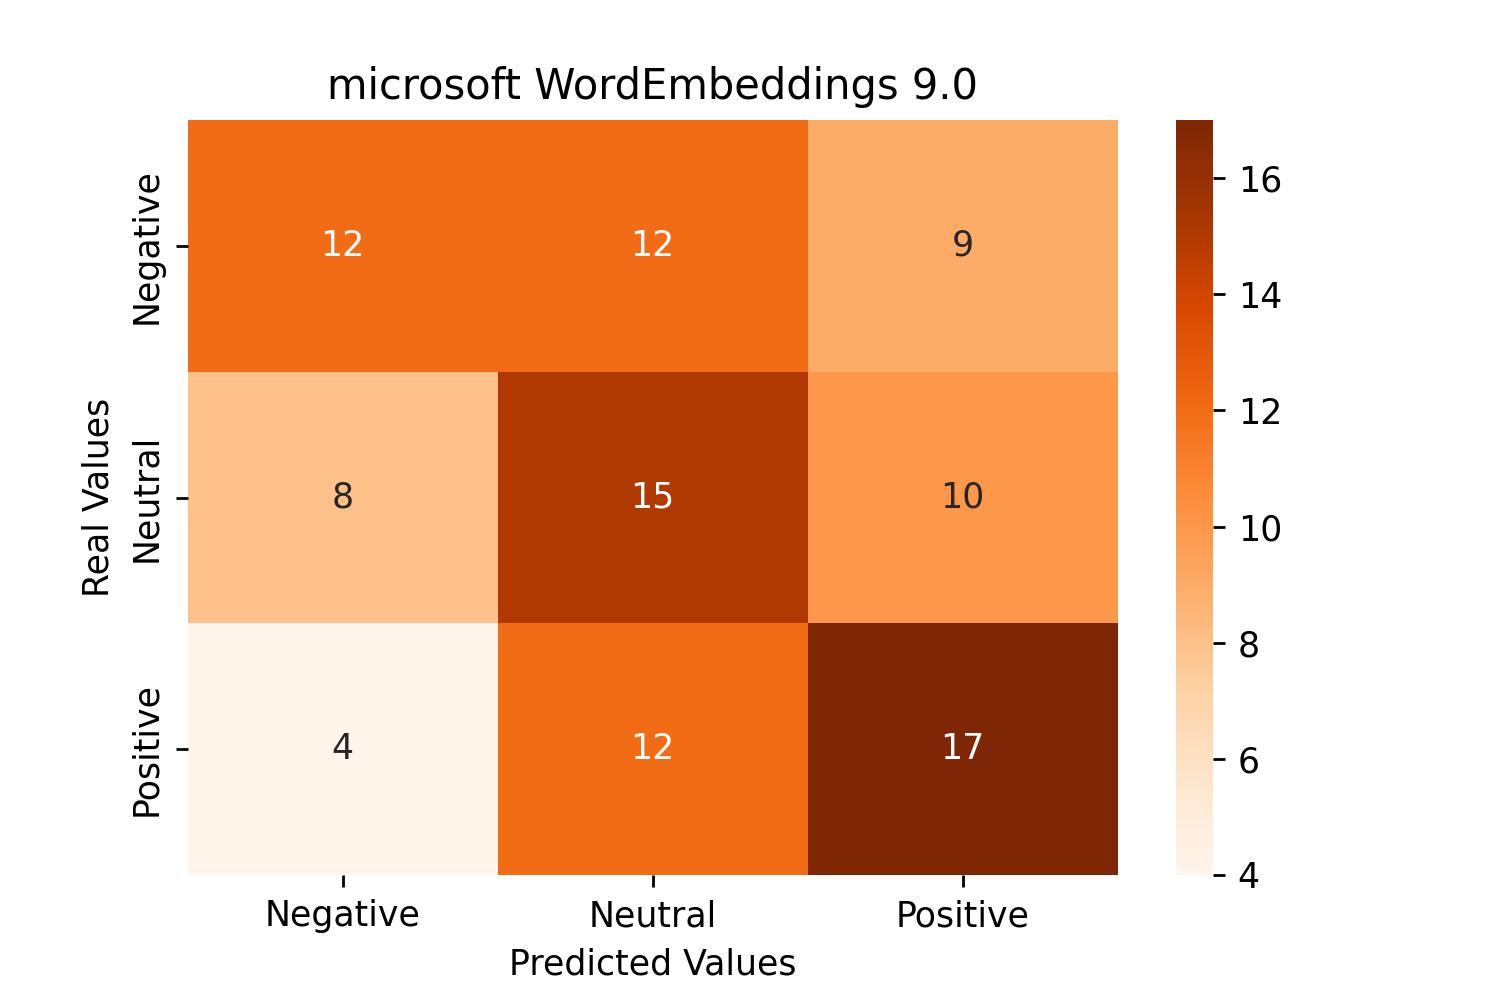 microsoft WordEmbeddings 9.0
Real Values
Negative
12 12 9
Neutral
8 15 10
Positive
4 12 17
Negative Neutral Positive
Predicted Values
16
14
12
10
8
6
4